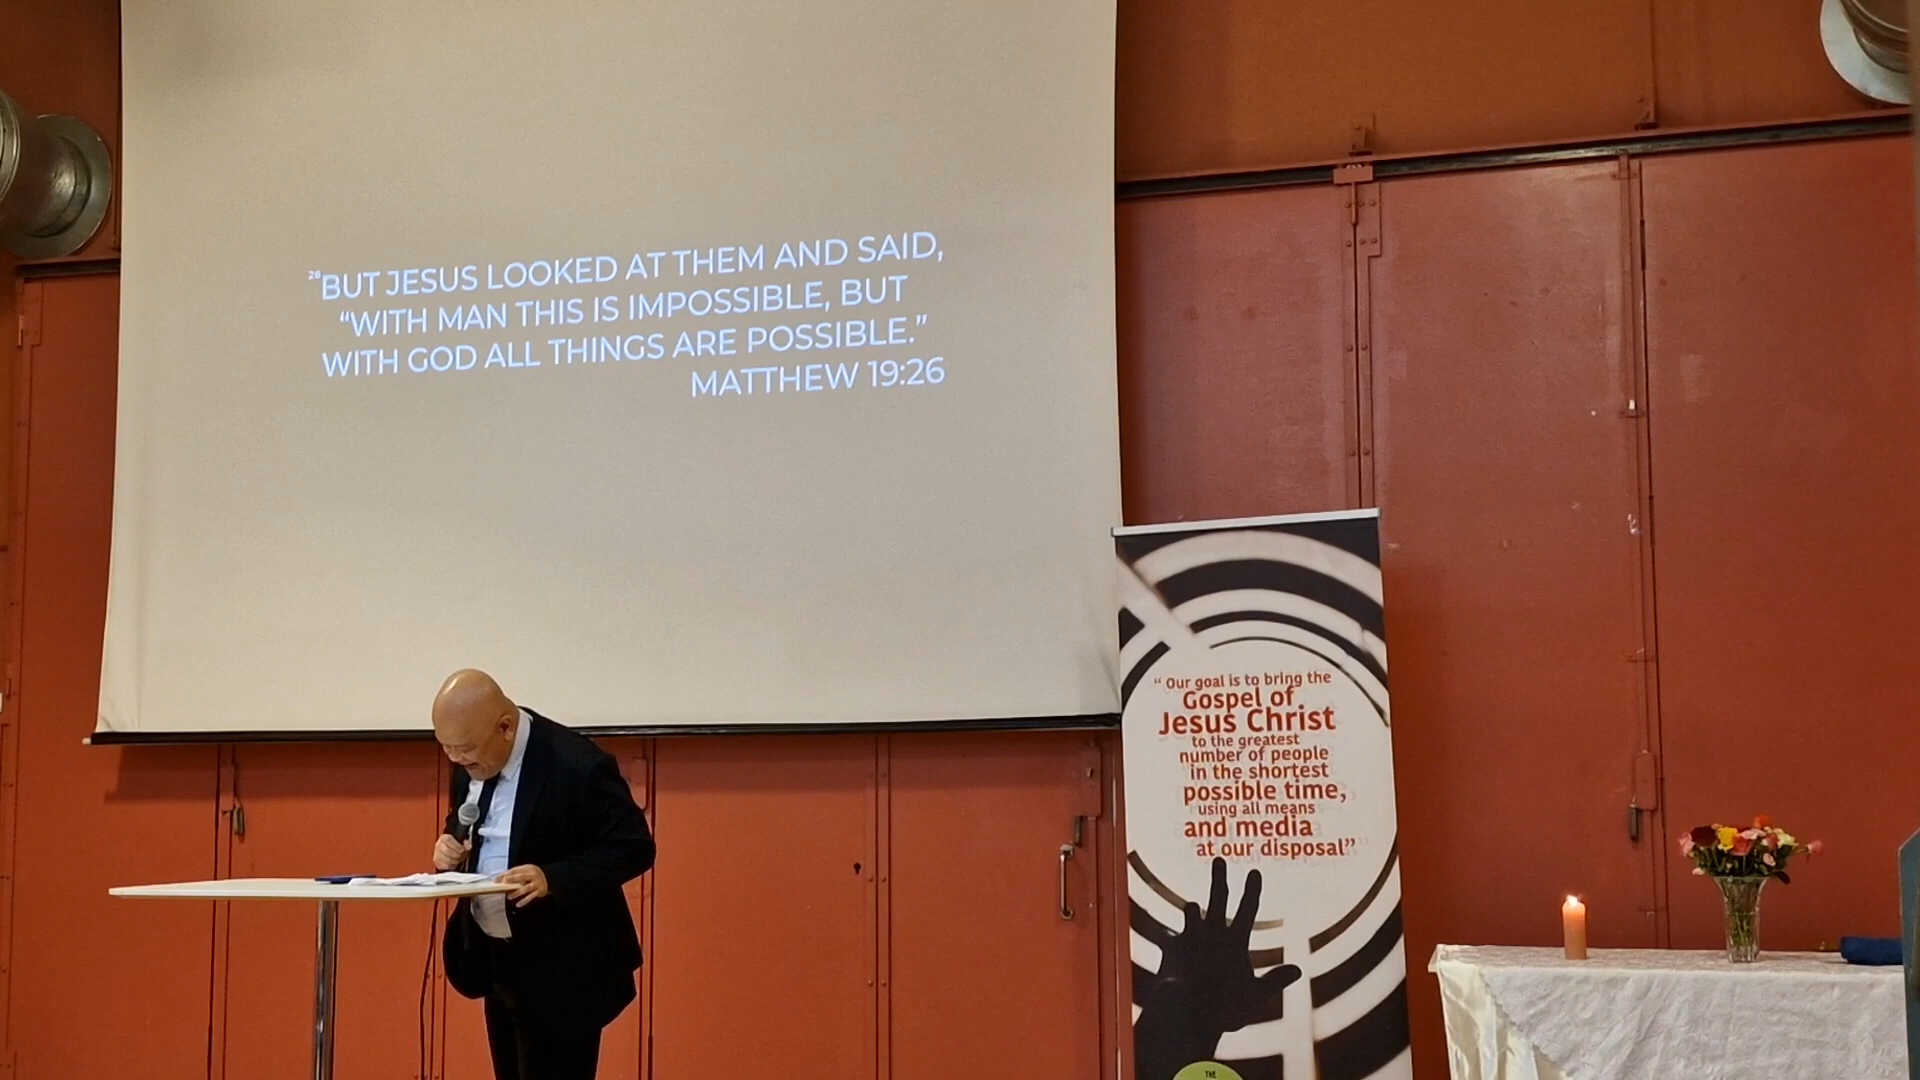 ²⁶BUT JESUS LOOKED AT THEM AND SAID,
“WITH MAN THIS IS IMPOSSIBLE, BUT
WITH GOD ALL THINGS ARE POSSIBLE.”
MATTHEW 19:26
“ Our goal is to bring the
Gospel of
Jesus Christ
to the greatest
number of people
in the shortest
possible time,
using all means
and media
at our disposal”
THE